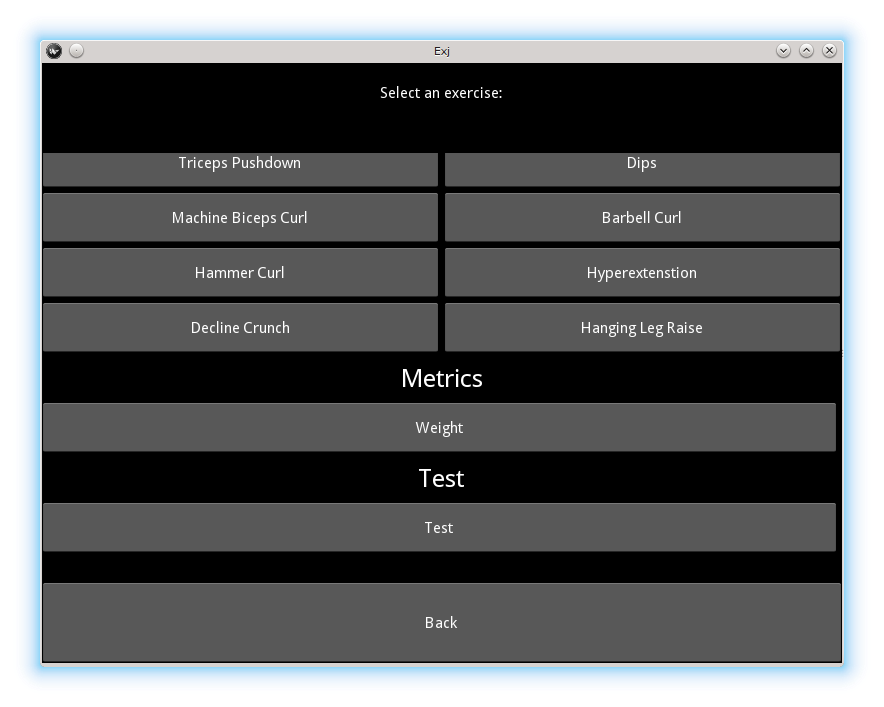 Exj
Select an exercise:
Triceps Pushdown
Dips
Machine Biceps Curl
Barbell Curl
Hammer Curl
Hyperextenstion
Decline Crunch
Hanging Leg Raise
Metrics
Weight
Test
Test
Back